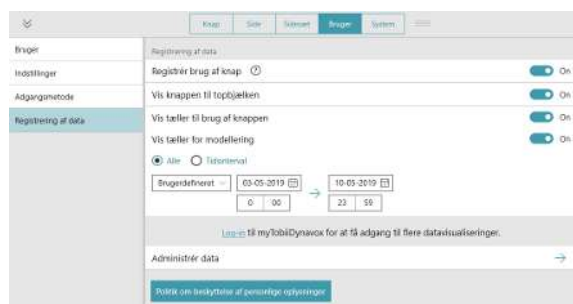 Knap Side Sidesæt Bruger System
Bruger
Indstillinger
Adgangsmetode
Registrering af data
Registrering af data
Registrér brug af knap On
Vis knappen til topbjælken On
Vis tæller til brug af knappen On
Vis tæller for modellering On
Alle Tidsinterval
Brugerdefineret 03-05-2019 → 10-05-2019
0 00 23 59
Log-in til myTobiiDynavox for at få adgang til flere datavisualiseringer.
Administrér data →
Politik om beskyttelse af personlige oplysninger